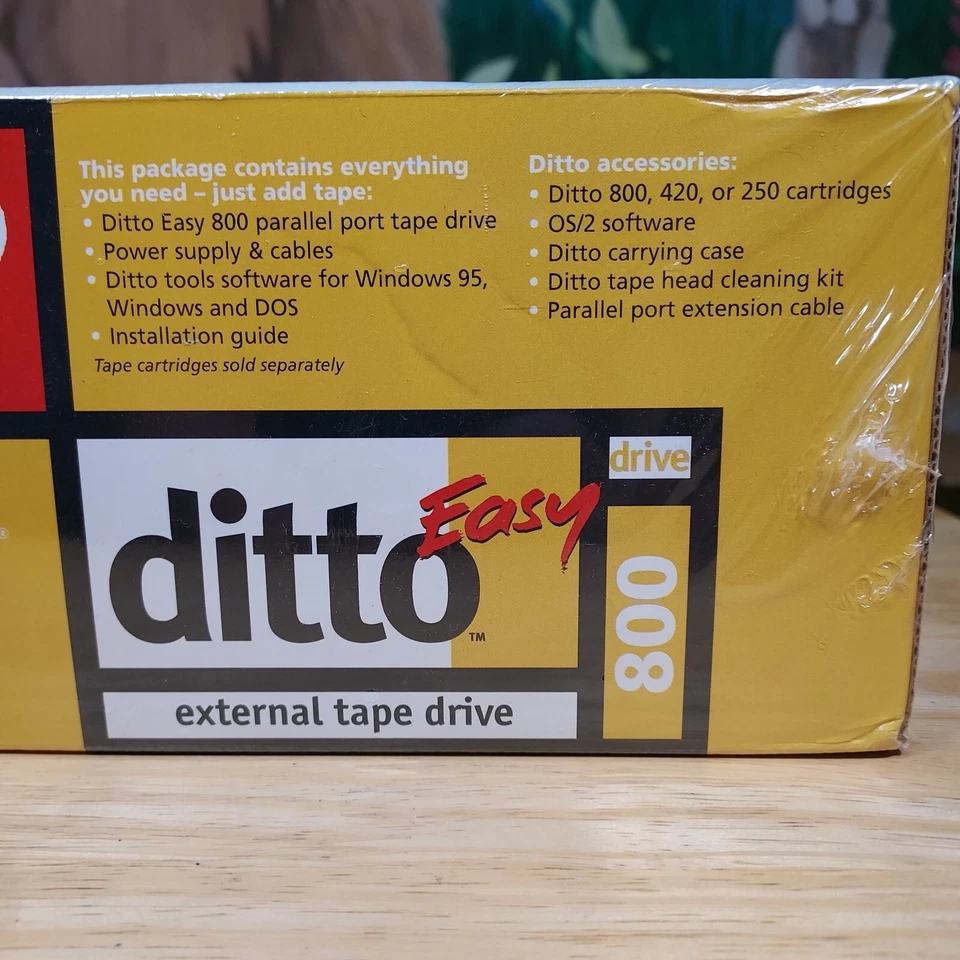 This package contains everything
you need – just add tape:
• Ditto Easy 800 parallel port tape drive
• Power supply & cables
• Ditto tools software for Windows 95,
Windows and DOS
• Installation guide
Tape cartridges sold separately
Ditto accessories:
• Ditto 800, 420, or 250 cartridges
• OS/2 software
• Ditto carrying case
• Ditto tape head cleaning kit
• Parallel port extension cable
®
ditto™
Easy
external tape drive
drive
800